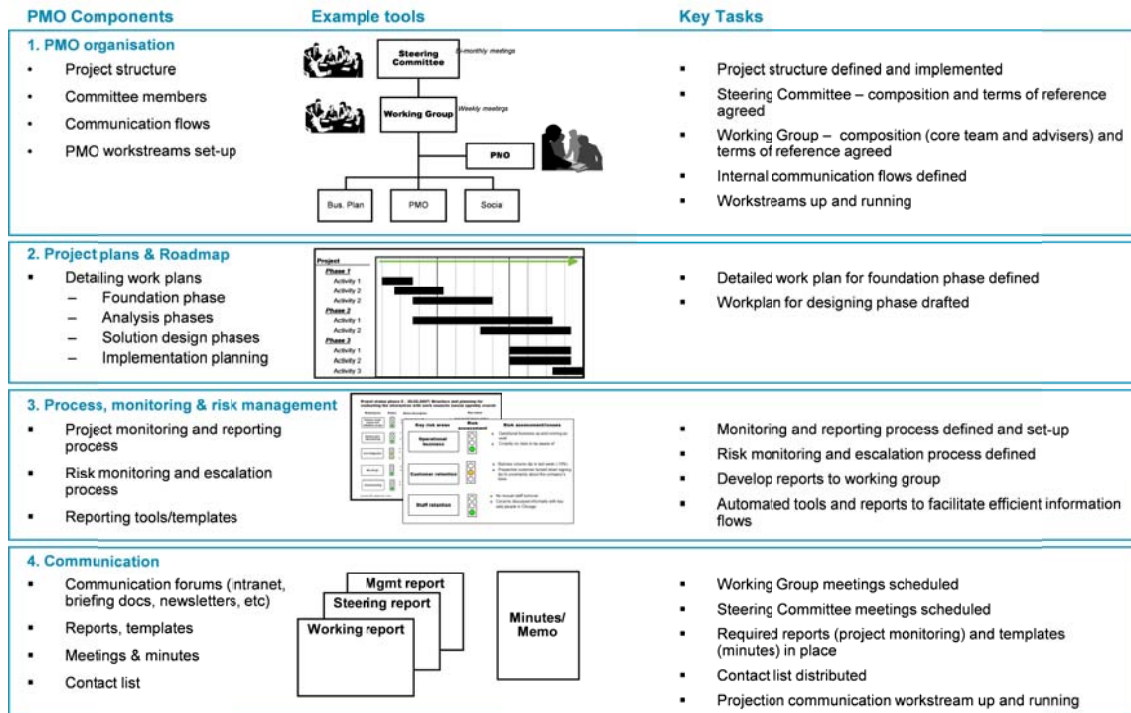 PMO Components
Example tools
Key Tasks
1. PMO organisation
• Project structure
• Committee members
• Communication flows
• PMO workstreams set-up
Steering
Committee
-monthly meetings
Working Group
Weekly meetings
PMO
Bus. Plan
PMO
Socia
▪ Project structure defined and implemented
▪ Steering Committee – composition and terms of reference
agreed
▪ Working Group – composition (core team and advisers) and
terms of reference agreed
▪ Internal communication flows defined
▪ Workstreams up and running
2. Project plans & Roadmap
▪ Detailing work plans
– Foundation phase
– Analysis phases
– Solution design phases
– Implementation planning
Project
Phase 1
Activity 1
Activity 2
Activity 2
Phase 2
Activity 1
Activity 2
Phase 3
Activity 1
Activity 2
Activity 3
▪ Detailed work plan for foundation phase defined
▪ Workplan for designing phase drafted
3. Process, monitoring & risk management
▪ Project monitoring and reporting
process
▪ Risk monitoring and escalation
process
▪ Reporting tools/templates
Key risk areas
Risk
assessment
Risk assessment/issues
Operational
business
Customer retention
Staff retention
▪ Monitoring and reporting process defined and set-up
▪ Risk monitoring and escalation process defined
▪ Develop reports to working group
▪ Automated tools and reports to facilitate efficient information
flows
4. Communication
▪ Communication forums (intranet,
briefing docs, newsletters, etc)
▪ Reports, templates
▪ Meetings & minutes
▪ Contact list
Mgmt report
Steering report
Working report
Minutes/
Memo
▪ Working Group meetings scheduled
▪ Steering Committee meetings scheduled
▪ Required reports (project monitoring) and templates
(minutes) in place
▪ Contact list distributed
▪ Projection communication workstream up and running